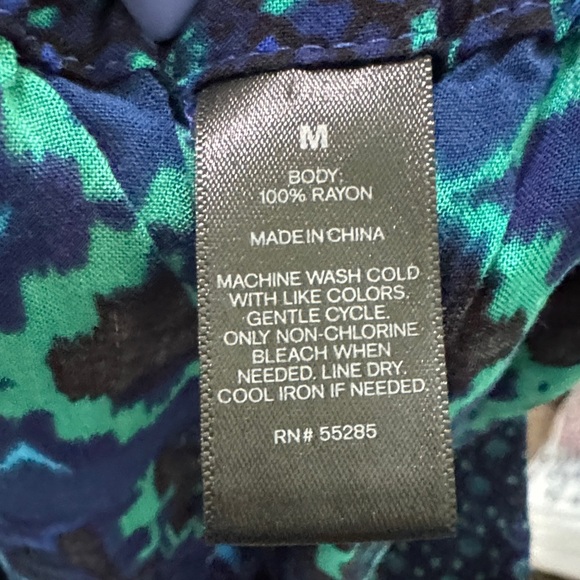 M
BODY:
100% RAYON
MADE IN CHINA
MACHINE WASH COLD
WITH LIKE COLORS.
GENTLE CYCLE.
ONLY NON-CHLORINE
BLEACH WHEN
NEEDED. LINE DRY.
COOL IRON IF NEEDED.
RN# 55285